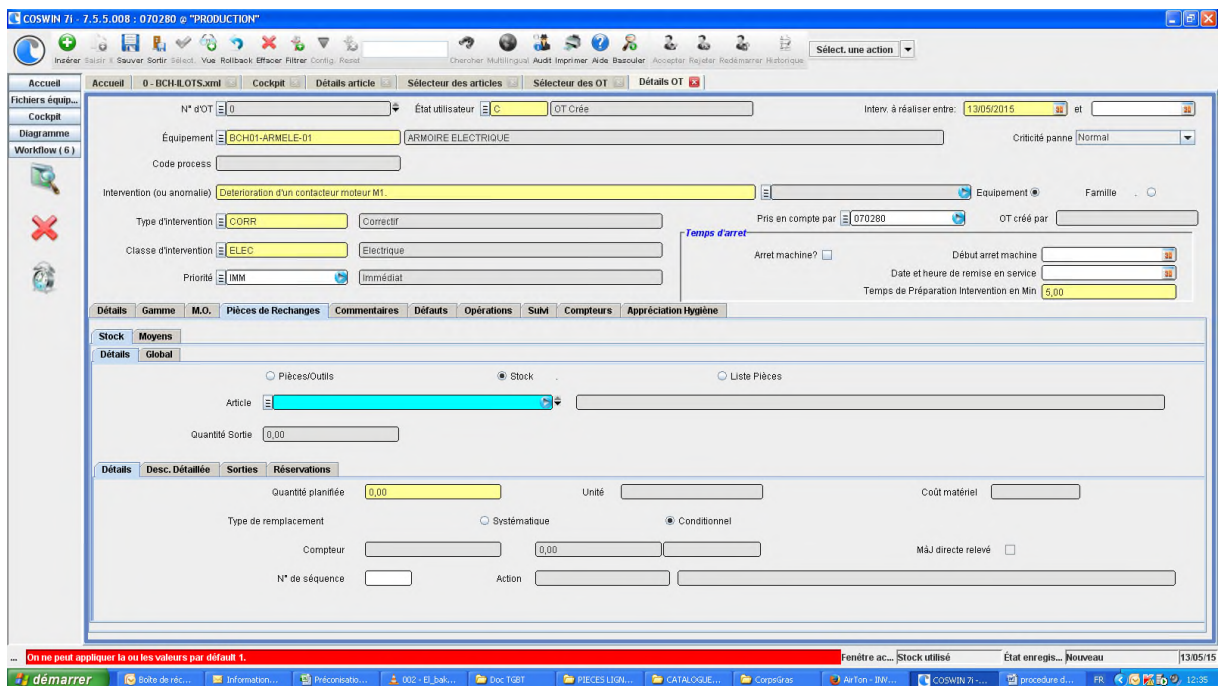 COSWIN 7i - 7.5.5.008 : 070280 @ "PRODUCTION"
Insérer Saisir X Sauver Sortir Sélect. Vue Rollback Effacer Filtrer Config. Reset Chercher Multilingual Audit Imprimer Aide Basculer Accepter Rejeter Redémarrer Historique Sélect. une action
Accueil Accueil 0 - BCH-ILOTS.xml Cockpit Détails article Sélecteur des articles Sélecteur des OT Détails OT
Fichiers équip...
Cockpit
Diagramme
Workflow ( 6 )
N° d'OT 0 État utilisateur C OT Crée Interv. à réaliser entre: 13/05/2015 et
Équipement BCH01-ARMELE-01 ARMOIRE ELECTRIQUE Criticité panne Normal
Code process
Intervention (ou anomalie) Deterioration d'un contacteur moteur M1. Equipement Famille .
Type d'intervention CORR Correctif Pris en compte par 070280 OT créé par
Temps d'arret
Classe d'intervention ELEC Electrique Arret machine? Début arret machine
Priorité IMM Immédiat Date et heure de remise en service
Temps de Préparation Intervention en Min 5,00
Détails Gamme M.O. Pièces de Rechanges Commentaires Défauts Opérations Suivi Compteurs Appréciation Hygiène
Stock Moyens
Détails Global
Pièces/Outils Stock . Liste Pièces
Article
Quantité Sortie 0,00
Détails Desc. Détaillée Sorties Réservations
Quantité planifiée 0,00 Unité Coût matériel
Type de remplacement Systématique Conditionnel
Compteur 0,00 MàJ directe relevé
N° de séquence Action
... On ne peut appliquer la ou les valeurs par défault 1. Fenêtre ac... Stock utilisé État enregis... Nouveau 13/05/15
démarrer Boîte de réc... Information... Préconisatio... 002 - El_bak... Doc TGBT PIECES LIGN... CATALOGUE... CorpsGras AirTon - INV... COSWIN 7i -... procedure d... FR 12:35